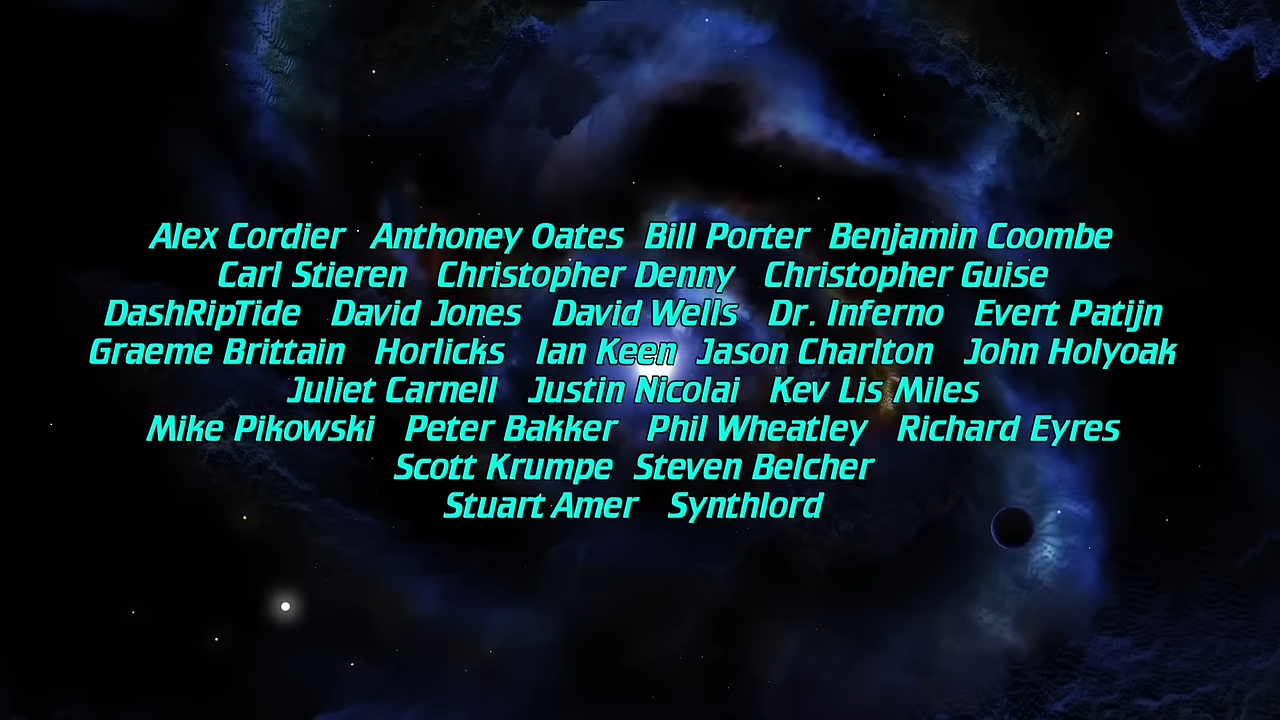 Alex Cordier Anthoney Oates Bill Porter Benjamin Coombe
Carl Stieren Christopher Denny Christopher Guise
DashRipTide David Jones David Wells Dr. Inferno Evert Patijn
Graeme Brittain Horlicks Ian Keen Jason Charlton John Holyoak
Juliet Carnell Justin Nicolai Kev Lis Miles
Mike Pikowski Peter Bakker Phil Wheatley Richard Eyres
Scott Krumpe Steven Belcher
Stuart Amer Synthlord